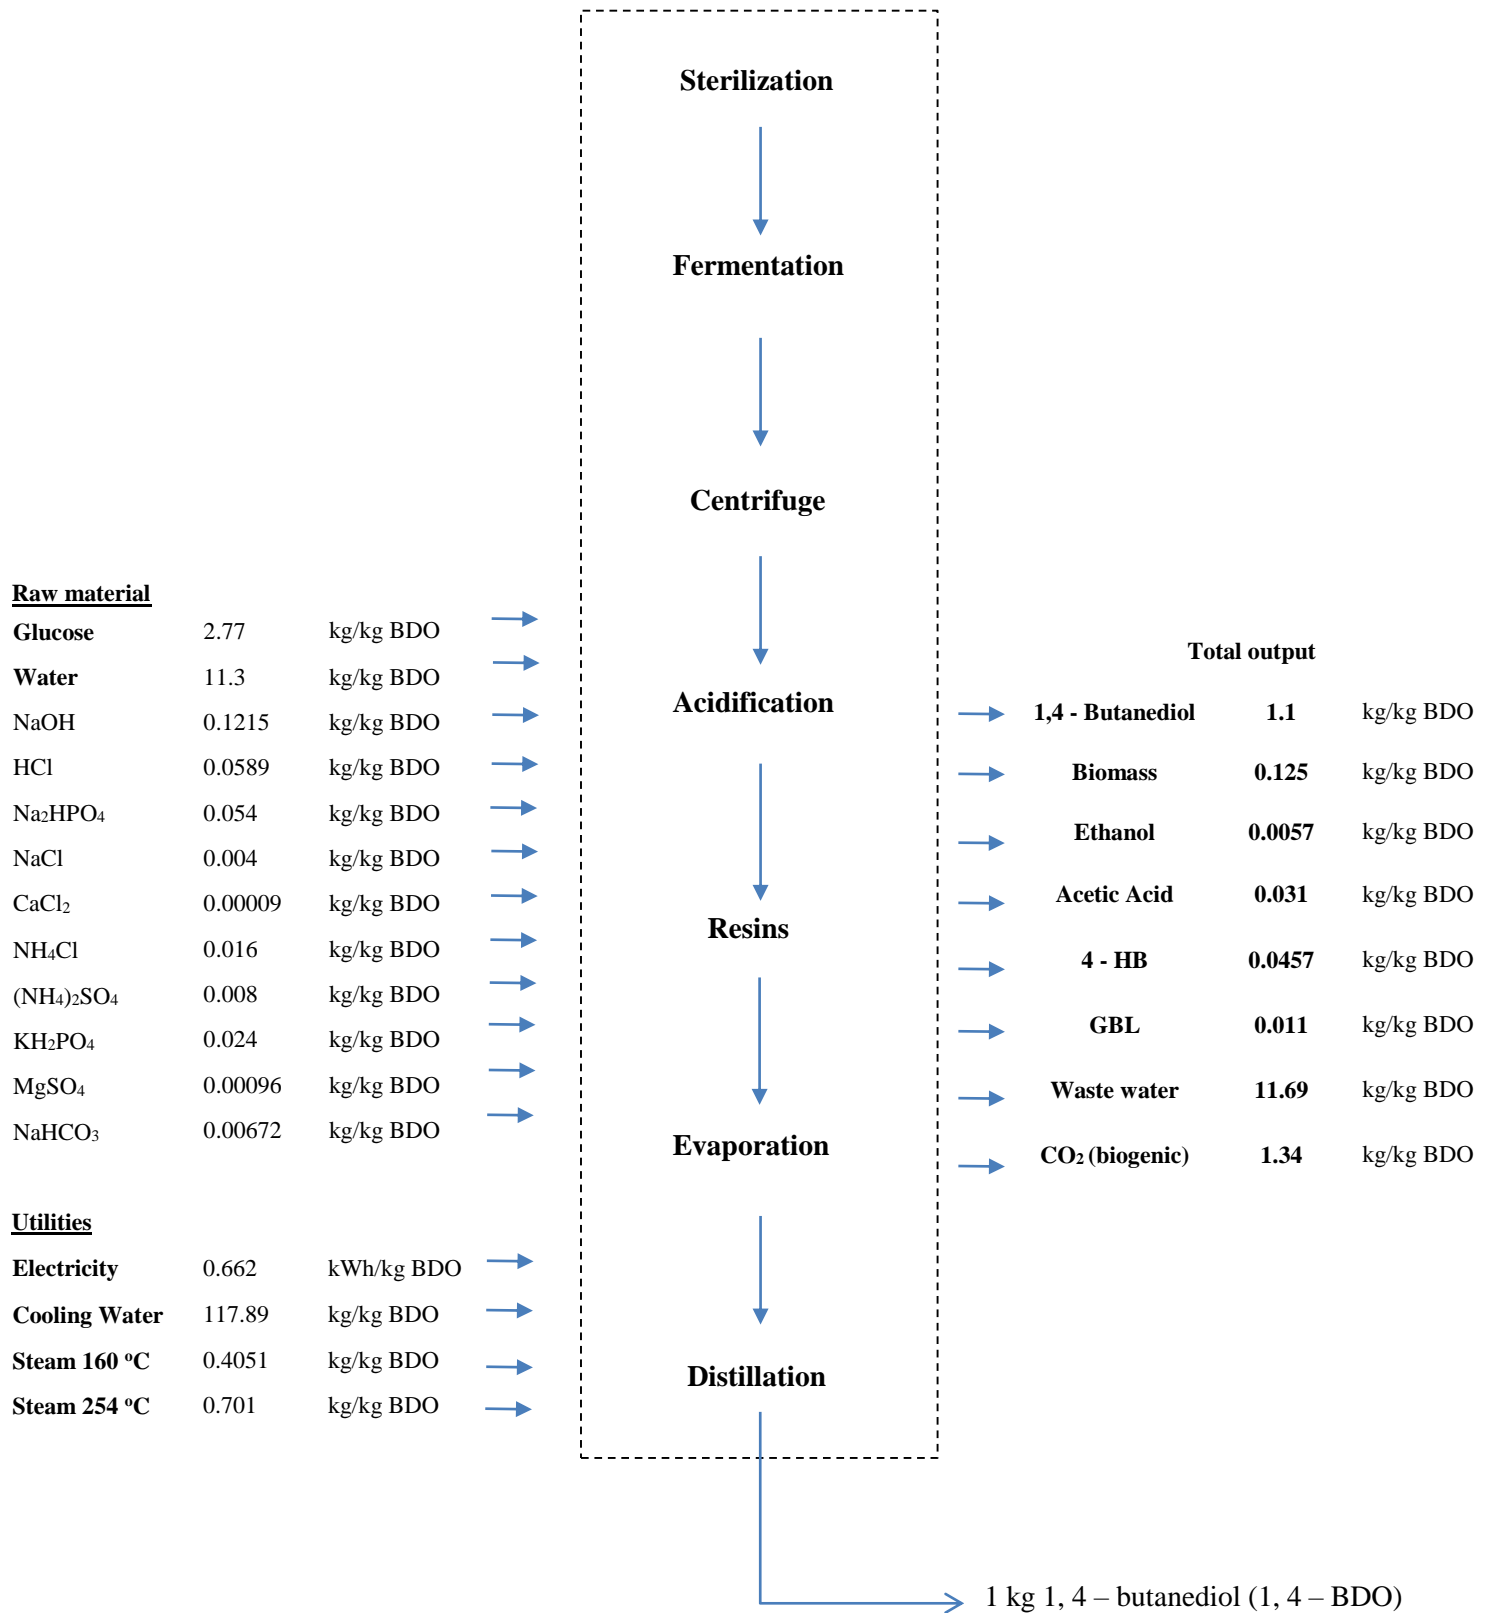 Sterilization
Fermentation
Centrifuge
Acidification
Resins
Evaporation
Distillation
Raw material
Glucose 2.77 kg/kg BDO
Water 11.3 kg/kg BDO
NaOH 0.1215 kg/kg BDO
HCl 0.0589 kg/kg BDO
Na₂HPO₄ 0.054 kg/kg BDO
NaCl 0.004 kg/kg BDO
CaCl₂ 0.00009 kg/kg BDO
NH₄Cl 0.016 kg/kg BDO
(NH₄)₂SO₄ 0.008 kg/kg BDO
KH₂PO₄ 0.024 kg/kg BDO
MgSO₄ 0.00096 kg/kg BDO
NaHCO₃ 0.00672 kg/kg BDO
Utilities
Electricity 0.662 kWh/kg BDO
Cooling Water 117.89 kg/kg BDO
Steam 160 ºC 0.4051 kg/kg BDO
Steam 254 ºC 0.701 kg/kg BDO
Total output
1,4 - Butanediol 1.1 kg/kg BDO
Biomass 0.125 kg/kg BDO
Ethanol 0.0057 kg/kg BDO
Acetic Acid 0.031 kg/kg BDO
4 - HB 0.0457 kg/kg BDO
GBL 0.011 kg/kg BDO
Waste water 11.69 kg/kg BDO
CO₂ (biogenic) 1.34 kg/kg BDO
1 kg 1, 4 – butanediol (1, 4 – BDO)